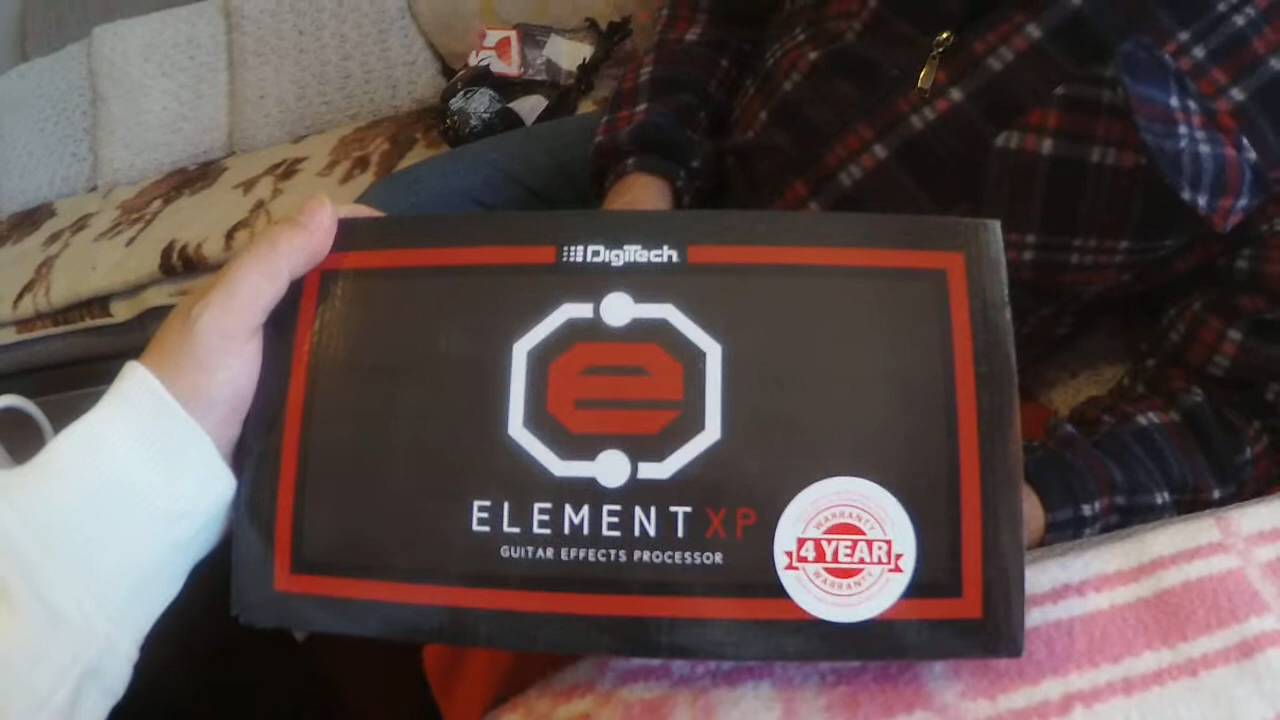 DigiTech
e
ELEMENT XP
GUITAR EFFECTS PROCESSOR
WARRANTY
4 YEAR
WARRANTY